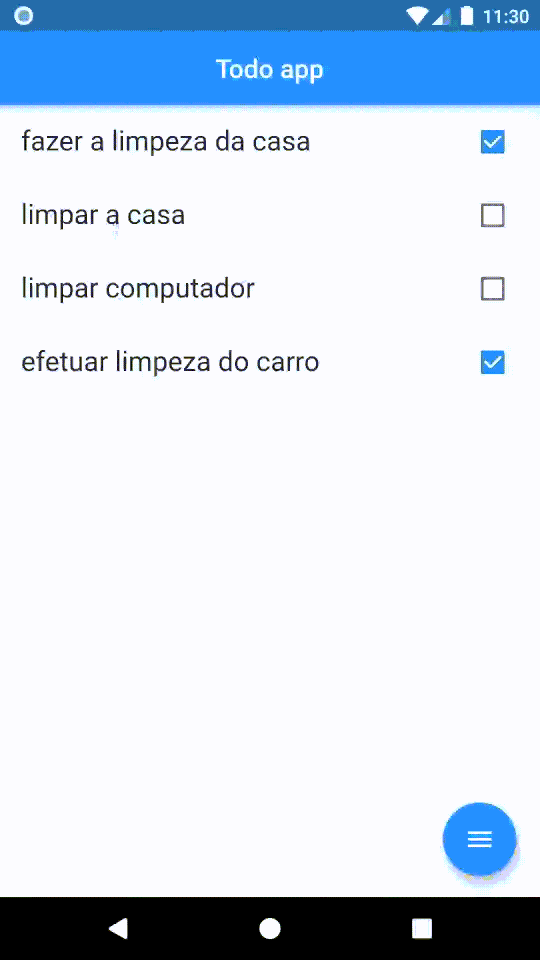 11:30
Todo app
fazer a limpeza da casa
limpar a casa
limpar computador
efetuar limpeza do carro